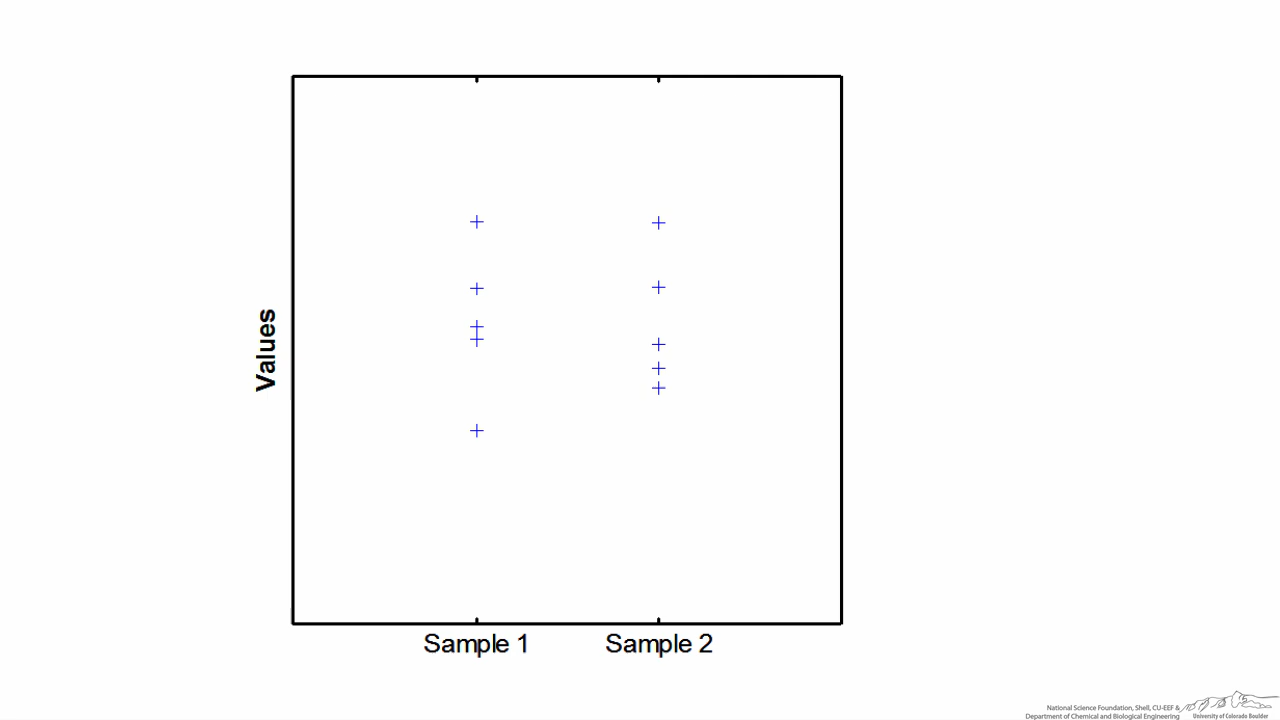 Values
Sample 1 Sample 2
National Science Foundation, Shell, CU-EEF &
Department of Chemical and Biological Engineering
University of Colorado Boulder